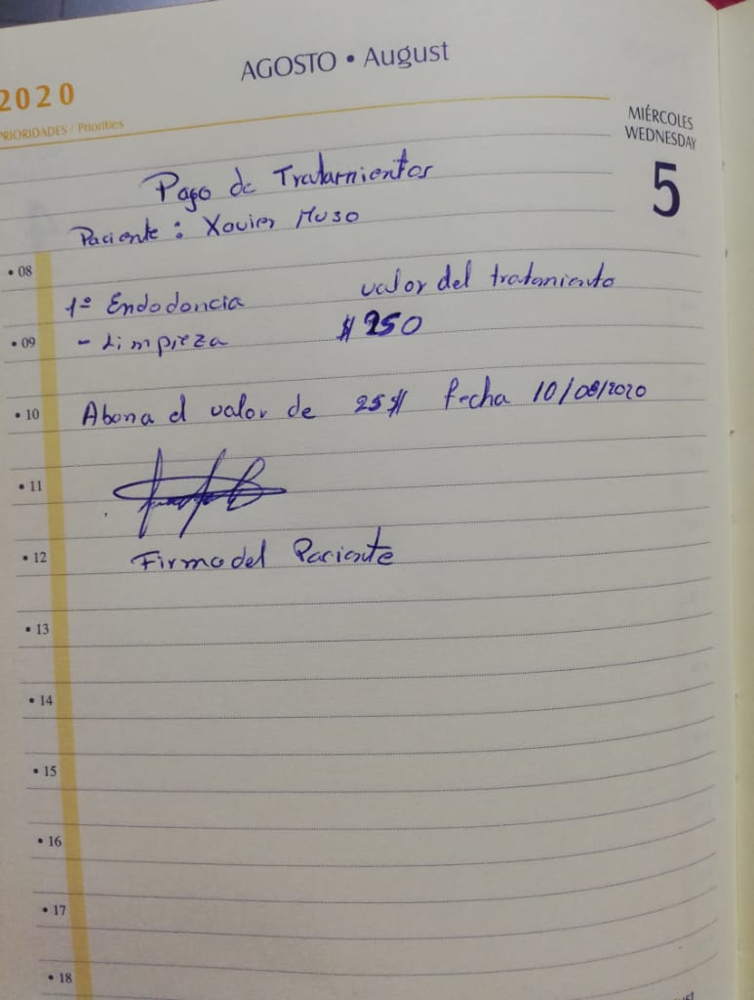 AGOSTO • August
2020
PRIORIDADES / Priorities
MIÉRCOLES
WEDNESDAY
5
Pago de Tratamientos
Paciente : Xavier Muso
• 08
1º Endodoncia valor del tratamiento
• 09 - Limpieza $ 250
• 10 Abona el valor de 25$ fecha 10/08/2020
• 11
• 12 Firma del Paciente
• 13
• 14
• 15
• 16
• 17
• 18